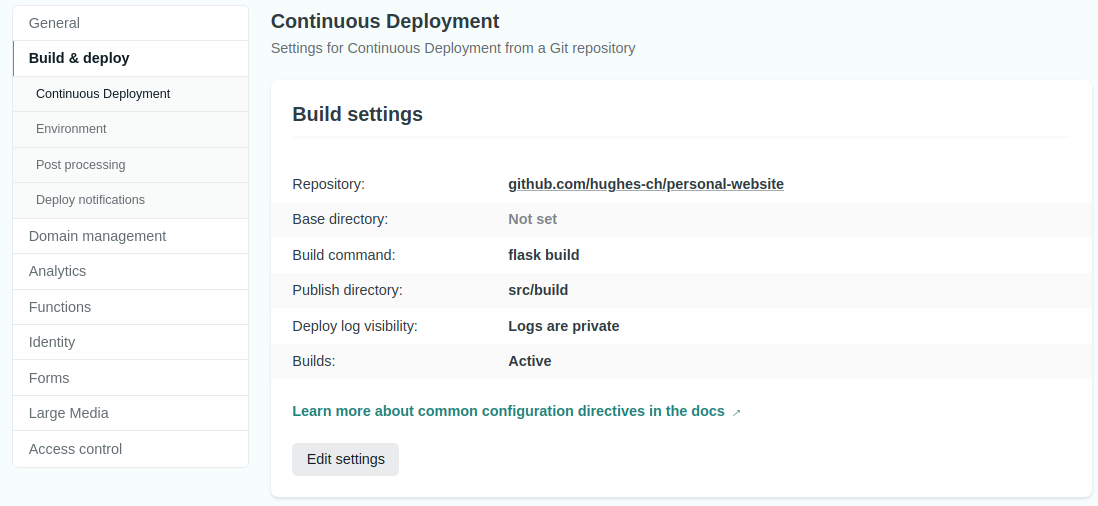 General
Build & deploy
Continuous Deployment
Environment
Post processing
Deploy notifications
Domain management
Analytics
Functions
Identity
Forms
Large Media
Access control
Continuous Deployment
Settings for Continuous Deployment from a Git repository
Build settings
Repository: github.com/hughes-ch/personal-website
Base directory: Not set
Build command: flask build
Publish directory: src/build
Deploy log visibility: Logs are private
Builds: Active
Learn more about common configuration directives in the docs ↗
Edit settings